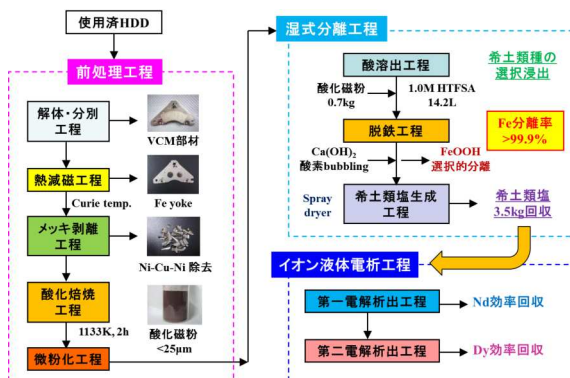 使用済HDD
前処理工程
解体・分別
工程
VCM部材
熱減磁工程
Curie temp.
Fe yoke
メッキ剥離
工程
Ni-Cu-Ni 除去
酸化焙焼
工程
1133K, 2h
酸化磁粉
<25μm
微粉化工程
湿式分離工程
酸溶出工程
希土類種の
選択浸出
酸化磁粉
0.7kg
1.0M HTFSA
14.2L
脱鉄工程
Fe分離率
>99.9%
Ca(OH)2
酸素bubbling
FeOOH
選択的分離
Spray
dryer
希土類塩生成
工程
希土類塩
3.5kg回収
イオン液体電析工程
第一電解析出工程
Nd効率回収
第二電解析出工程
Dy効率回収